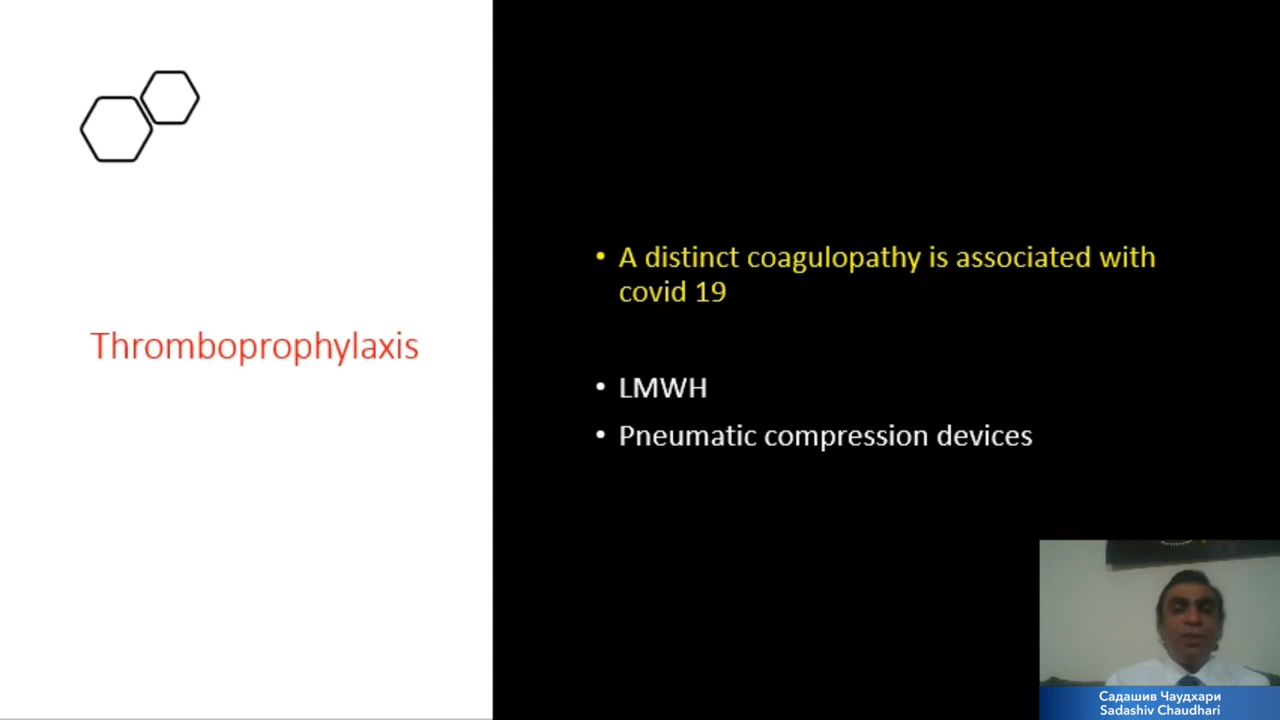 Thromboprophylaxis
• A distinct coagulopathy is associated with
covid 19
• LMWH
• Pneumatic compression devices
Садашив Чаудхари
Sadashiv Chaudhari